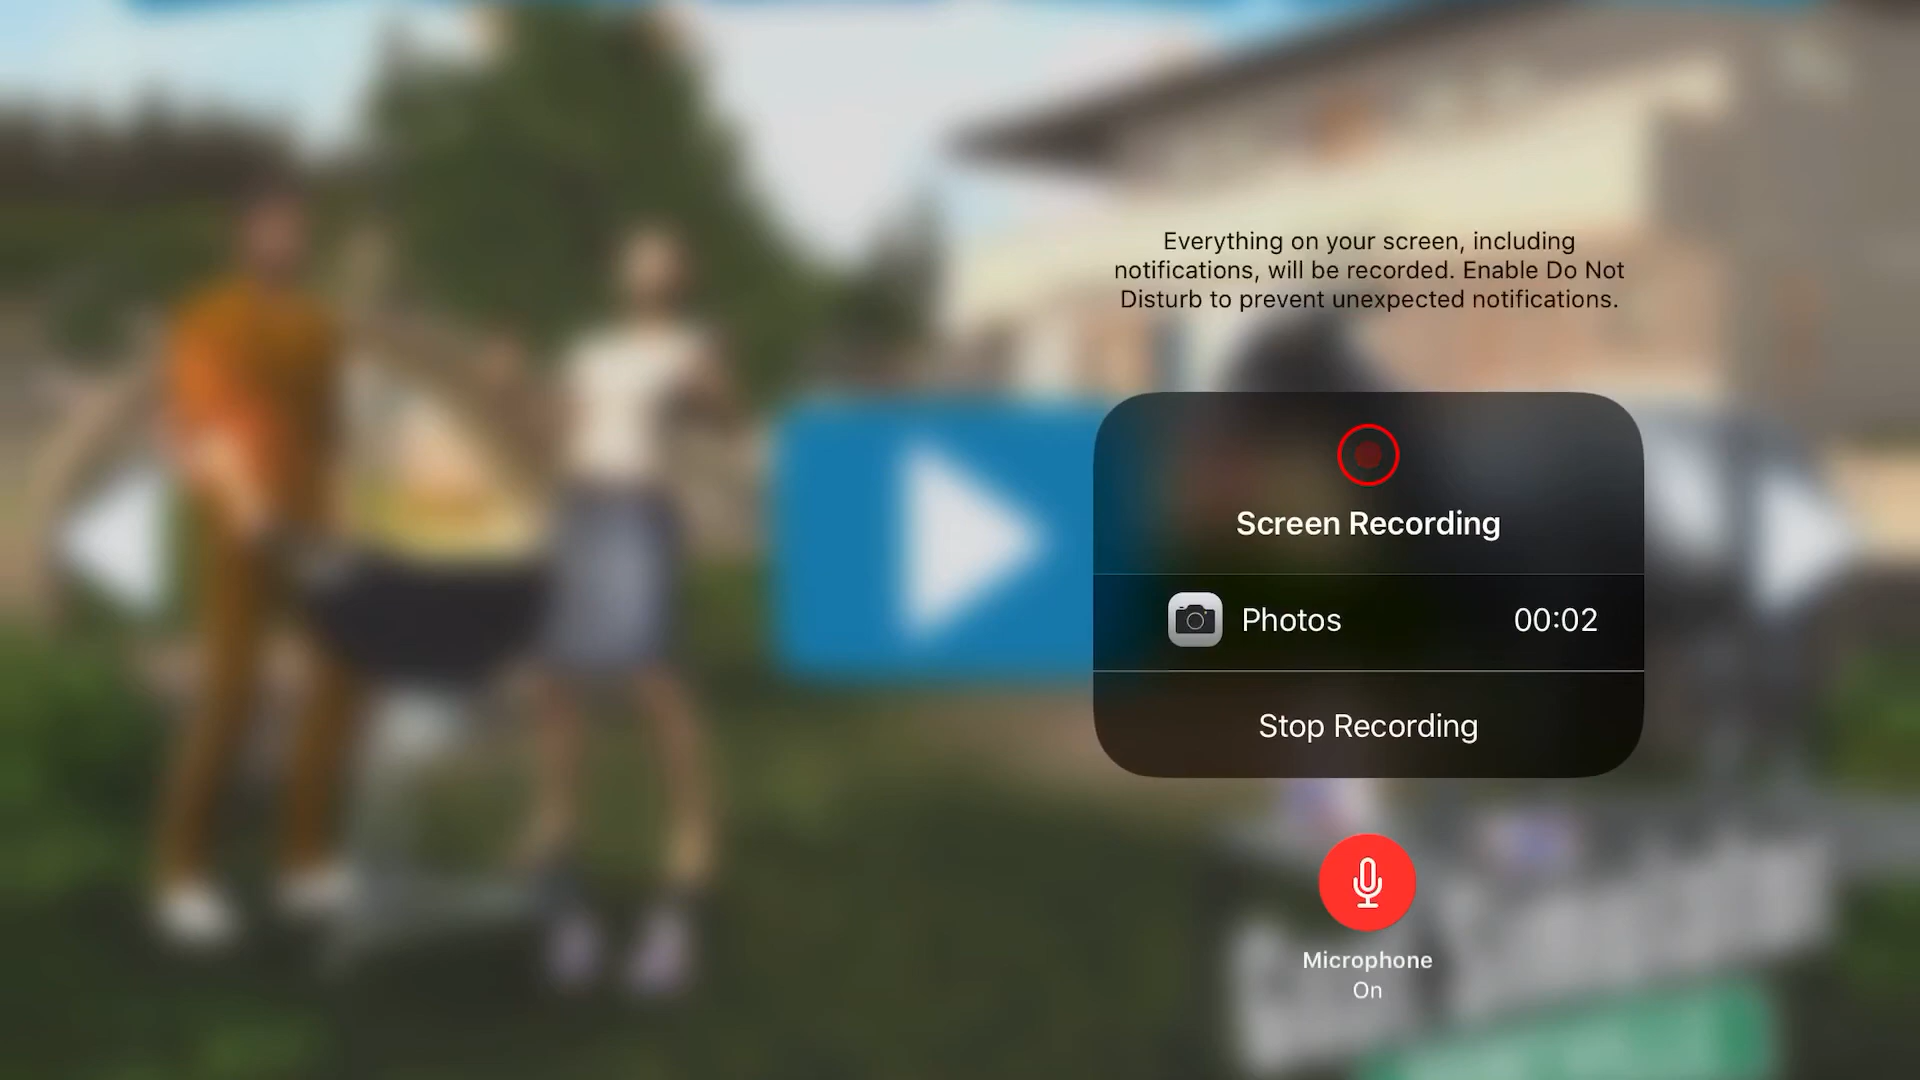 Everything on your screen, including
notifications, will be recorded. Enable Do Not
Disturb to prevent unexpected notifications.
Screen Recording
Photos 00:02
Stop Recording
Microphone
On